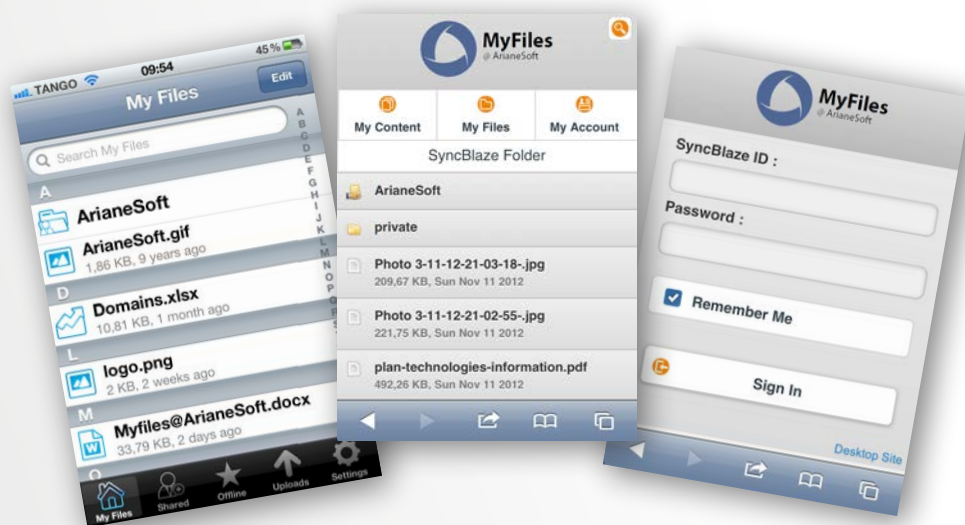 TANGO 09:54 45 %
My Files
Edit
Search My Files
A
ArianeSoft
ArianeSoft.gif
1,86 KB, 9 years ago
D
Domains.xlsx
10,81 KB, 1 month ago
L
logo.png
2 KB, 2 weeks ago
M
Myfiles@ArianeSoft.docx
33,79 KB, 2 days ago
O
A
B
C
D
E
F
G
H
I
J
K
L
M
N
O
P
Q
R
S
My Files Shared Offline Uploads Settings
MyFiles
@ ArianeSoft
My Content My Files My Account
SyncBlaze Folder
ArianeSoft
private
Photo 3-11-12-21-03-18-.jpg
209,67 KB, Sun Nov 11 2012
Photo 3-11-12-21-02-55-.jpg
221,75 KB, Sun Nov 11 2012
plan-technologies-information.pdf
492,26 KB, Sun Nov 11 2012
MyFiles
@ ArianeSoft
SyncBlaze ID :
Password :
Remember Me
Sign In
Desktop Site